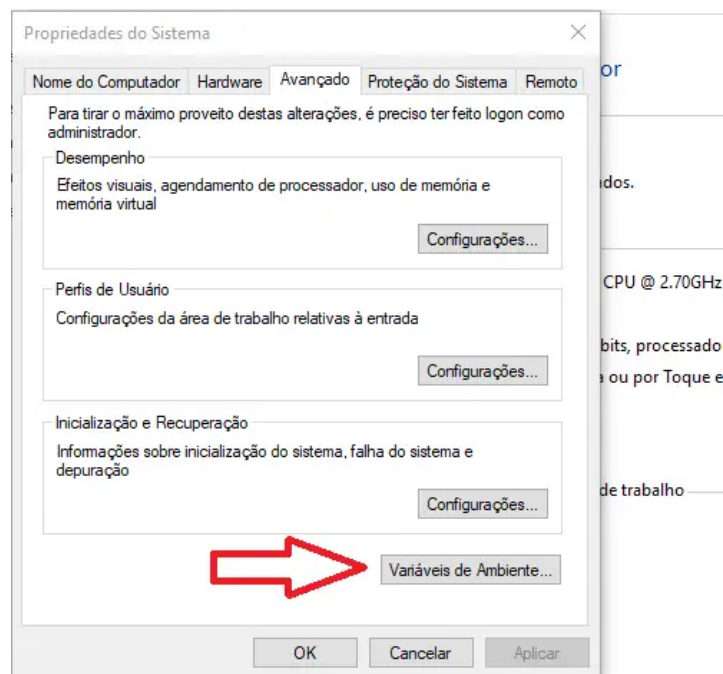 Propriedades do Sistema
Nome do Computador
Hardware
Avançado
Proteção do Sistema
Remoto
Para tirar o máximo proveito destas alterações, é preciso ter feito logon como
administrador.
Desempenho
Efeitos visuais, agendamento de processador, uso de memória e
memória virtual
Configurações...
Perfis de Usuário
Configurações da área de trabalho relativas à entrada
Configurações...
Inicialização e Recuperação
Informações sobre inicialização do sistema, falha do sistema e
depuração
Configurações...
Variáveis de Ambiente...
OK
Cancelar
Aplicar
or
dos.
CPU @ 2.70GHz
bits, processado
a ou por Toque e
de trabalho